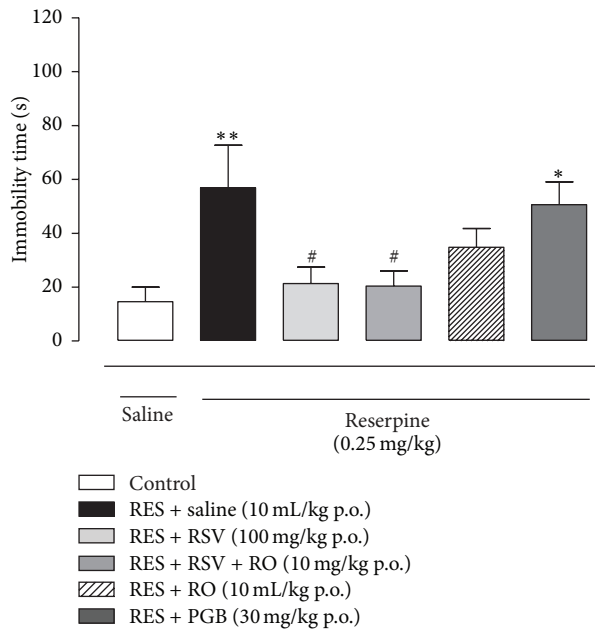 120
100
80
60
40
20
0
Immobility time (s)
**
#
#
*
Saline
Reserpine
(0.25 mg/kg)
Control
RES + saline (10 mL/kg p.o.)
RES + RSV (100 mg/kg p.o.)
RES + RSV + RO (10 mg/kg p.o.)
RES + RO (10 mL/kg p.o.)
RES + PGB (30 mg/kg p.o.)